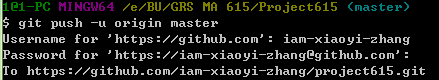 1@1-PC MINGW64 /e/BU/GRS MA 615/Project615 (master)
$ git push -u origin master
Username for 'https://github.com': iam-xiaoyi-zhang
Password for 'https://iam-xiaoyi-zhang@github.com':
To https://github.com/iam-xiaoyi-zhang/project615.git